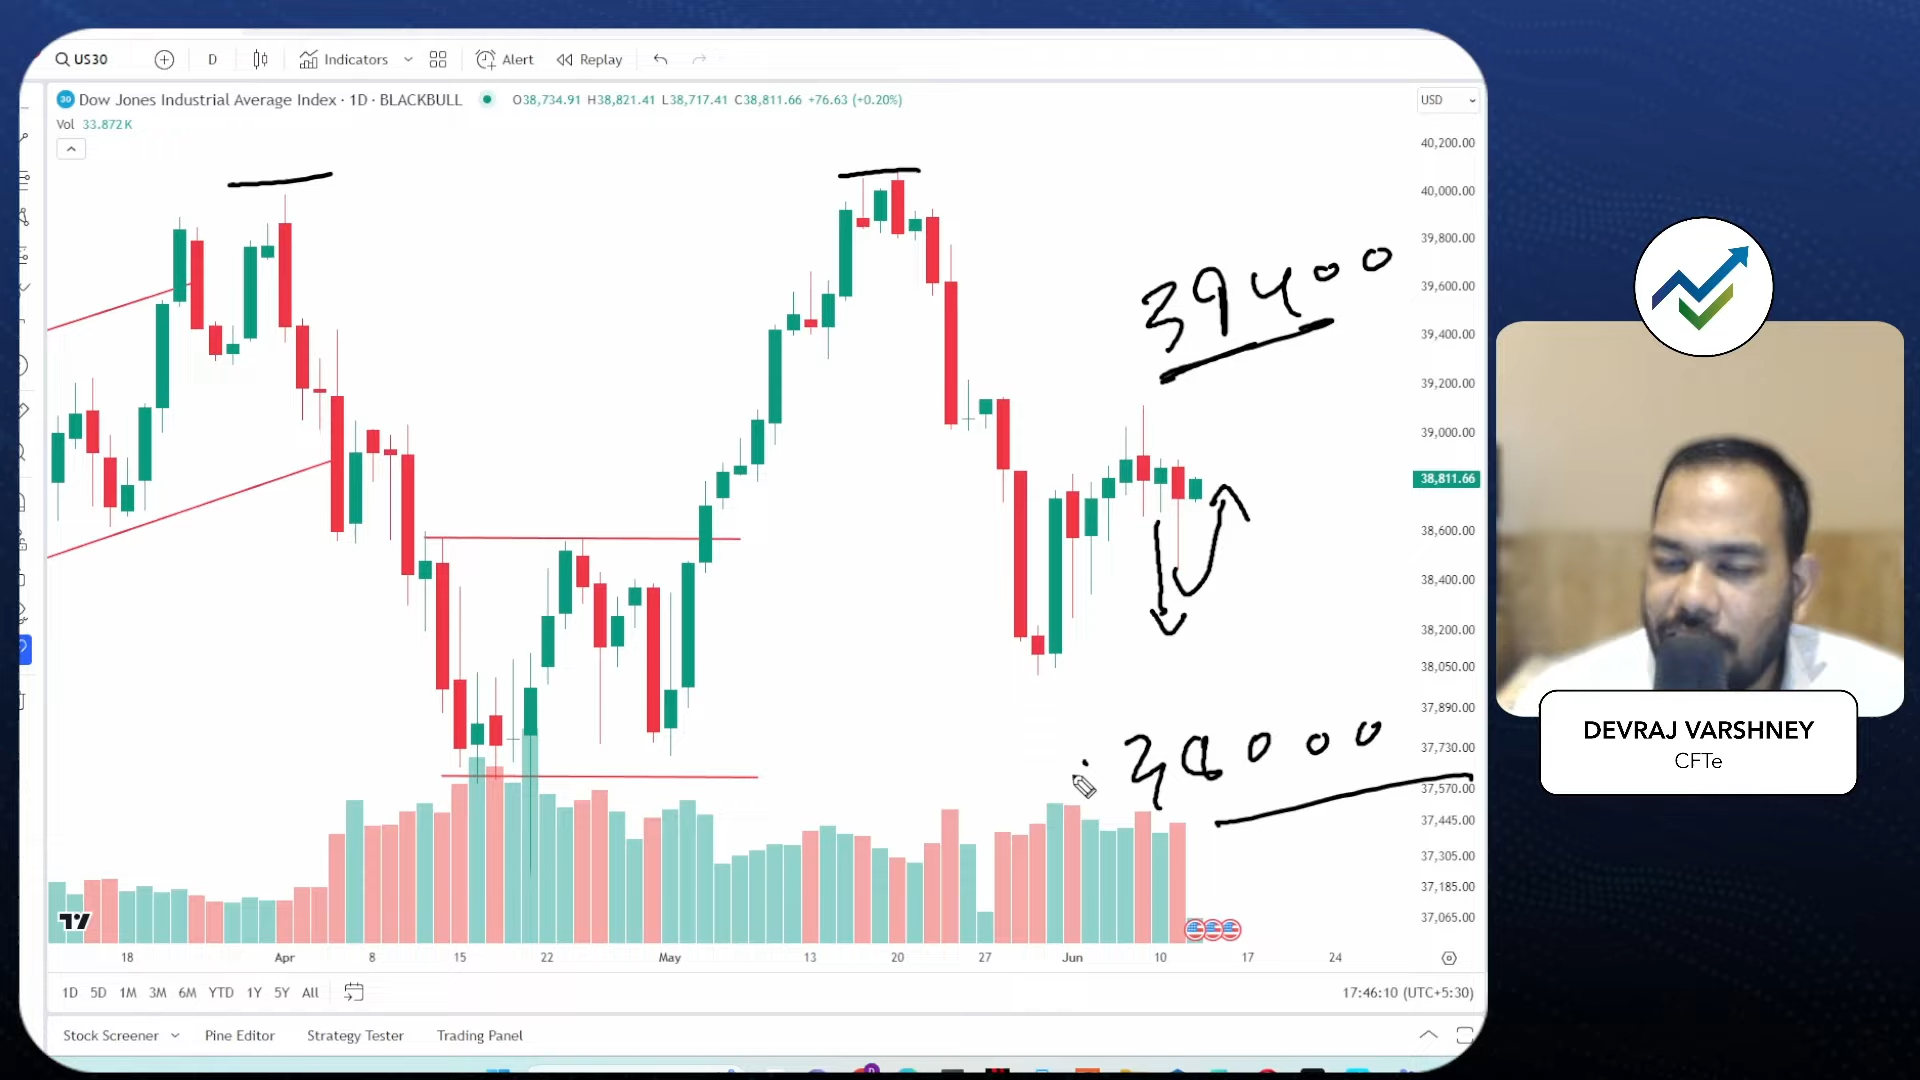 US30 D Indicators Alert Replay
30 Dow Jones Industrial Average Index · 1D · BLACKBULL O38,734.91 H38,821.41 L38,717.41 C38,811.66 +76.63 (+0.20%) USD
Vol 33.872K
40,200.00
40,000.00
39,800.00
39,600.00
39400
39,400.00
39,200.00
39,000.00
38,811.66
38,600.00
38,400.00
38,200.00
38,050.00
37,890.00
38000
37,730.00
37,570.00
37,445.00
37,305.00
37,185.00
37,065.00
18 Apr 8 15 22 May 13 20 27 Jun 10 17 24
1D 5D 1M 3M 6M YTD 1Y 5Y All 17:46:10 (UTC+5:30)
Stock Screener Pine Editor Strategy Tester Trading Panel
DEVRAJ VARSHNEY
CFTe